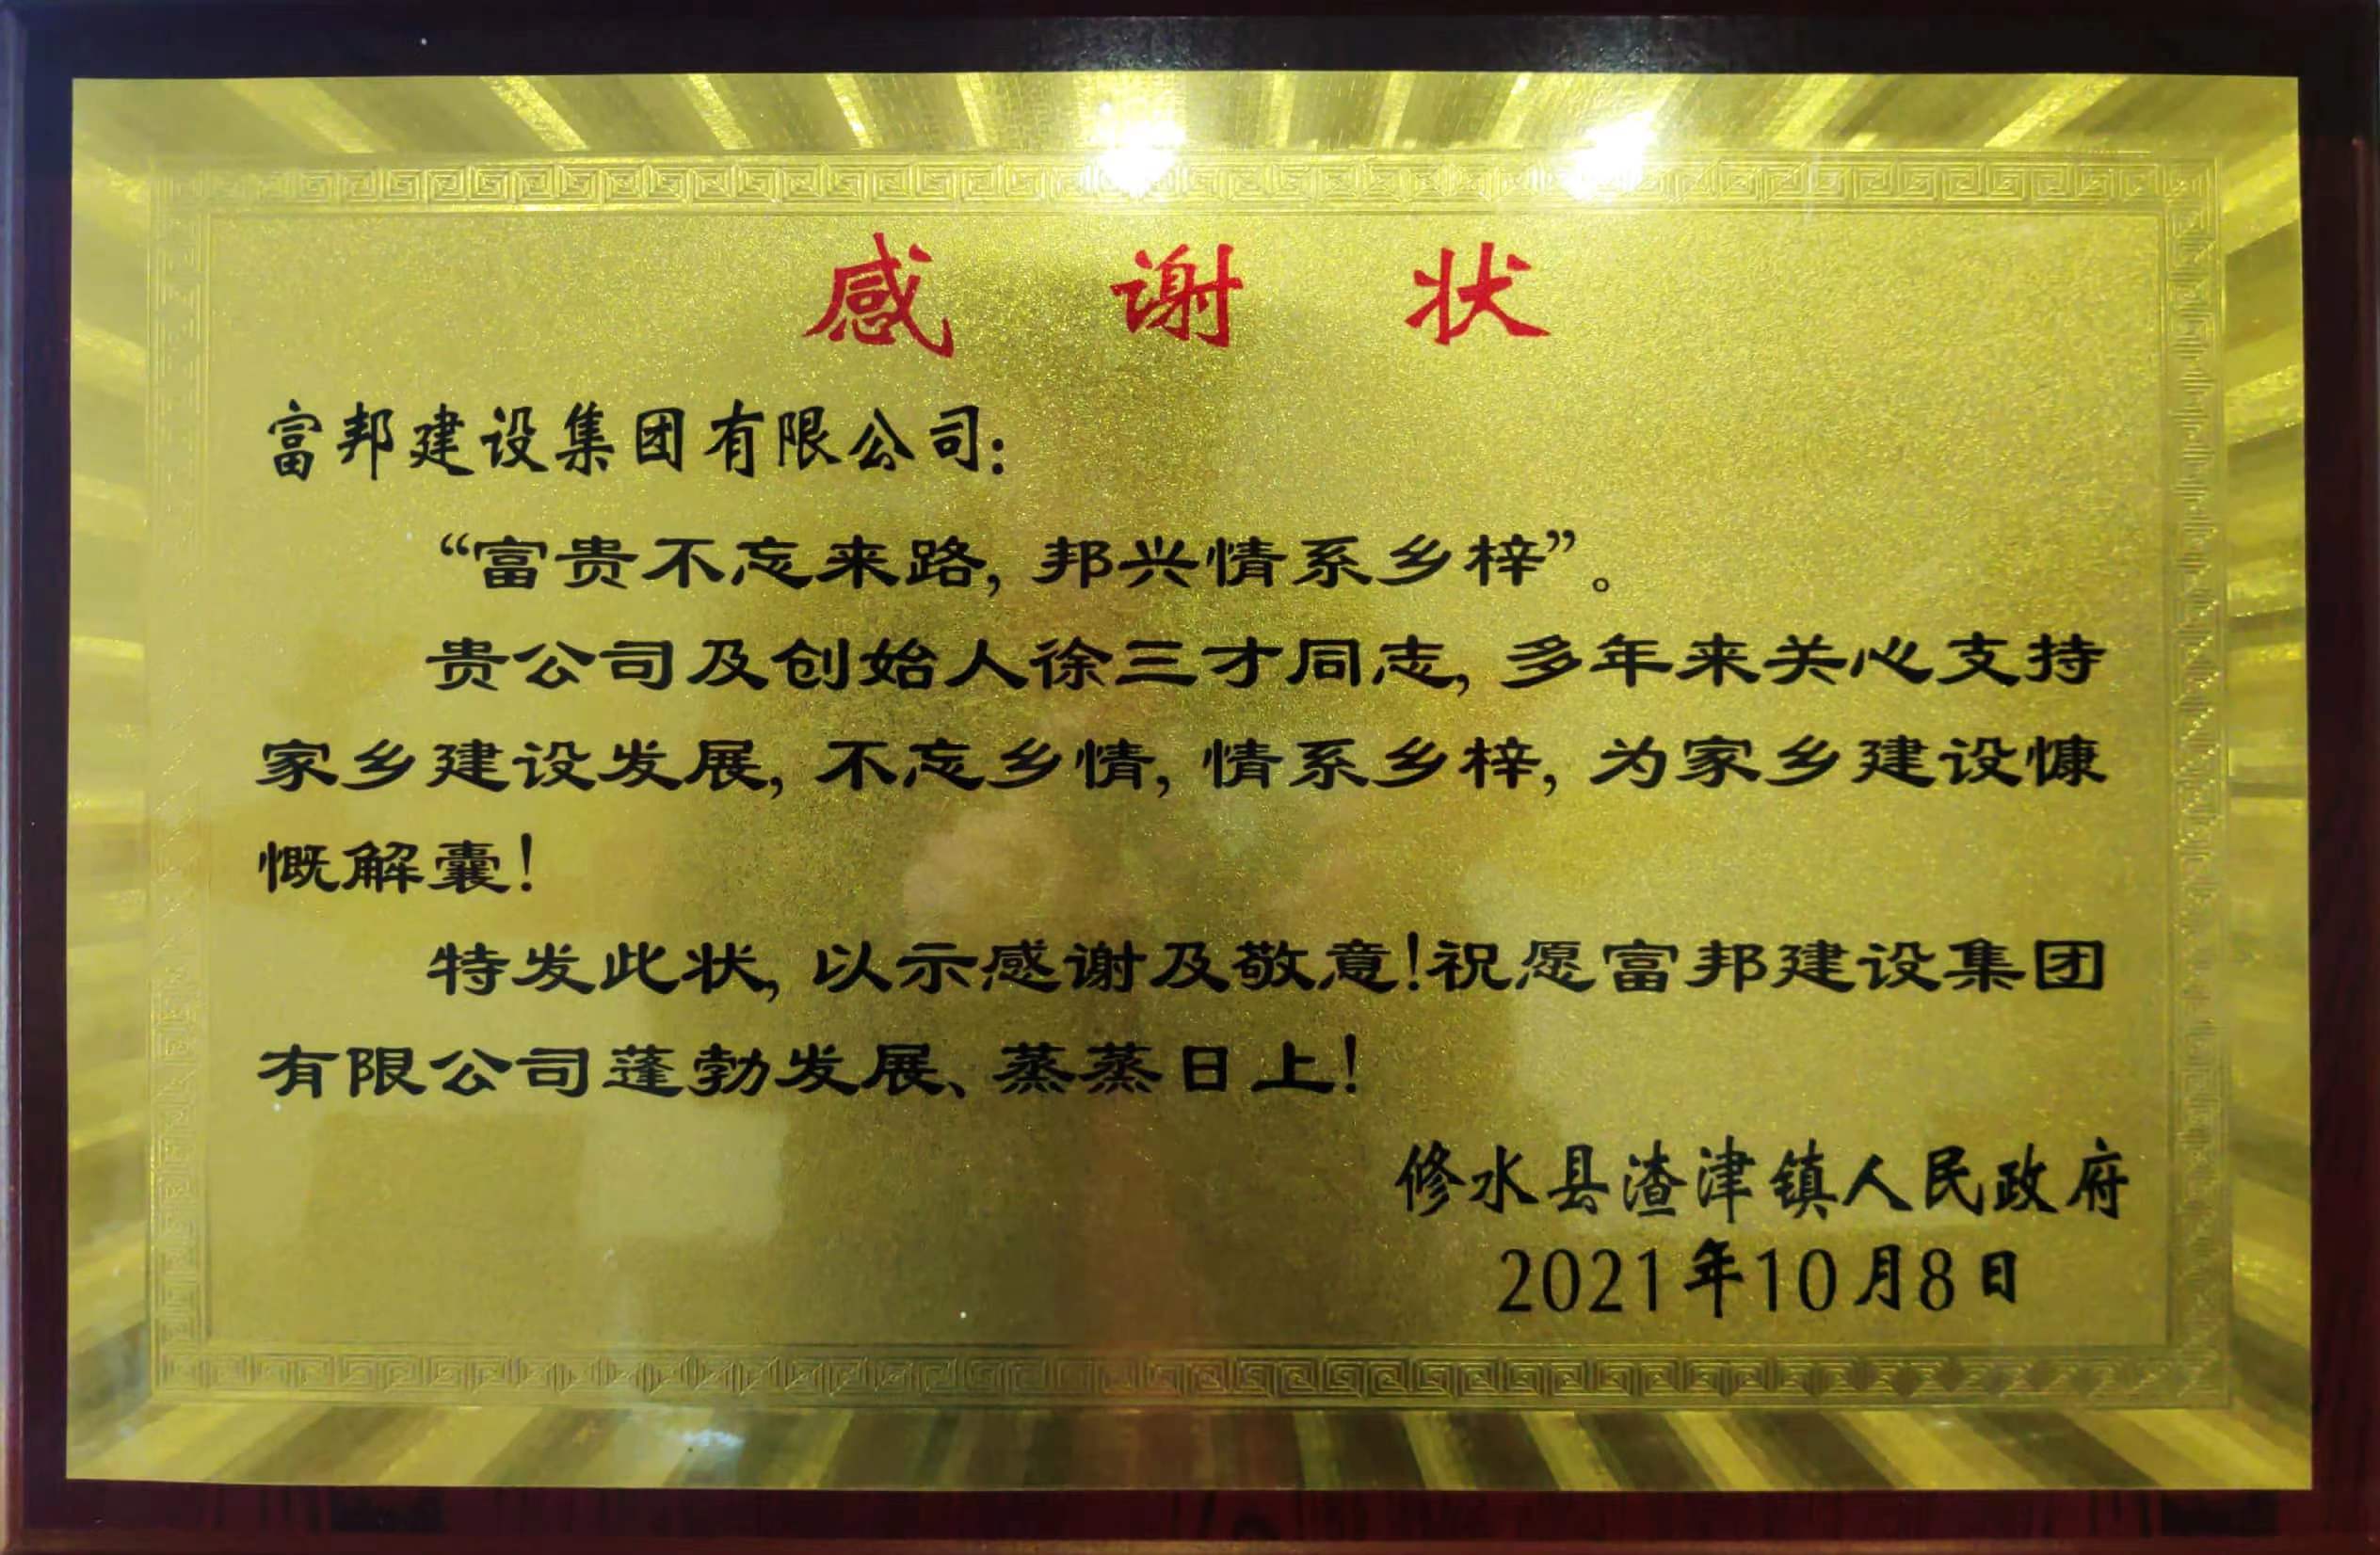 感谢状
富邦建设集团有限公司:
“富贵不忘来路, 邦兴情系乡梓”。
贵公司及创始人徐三才同志, 多年来关心支持
家乡建设发展, 不忘乡情, 情系乡梓, 为家乡建设慷
慨解囊!
特发此状, 以示感谢及敬意!祝愿富邦建设集团
有限公司蓬勃发展、蒸蒸日上!
修水县渣津镇人民政府
2021年10月8日